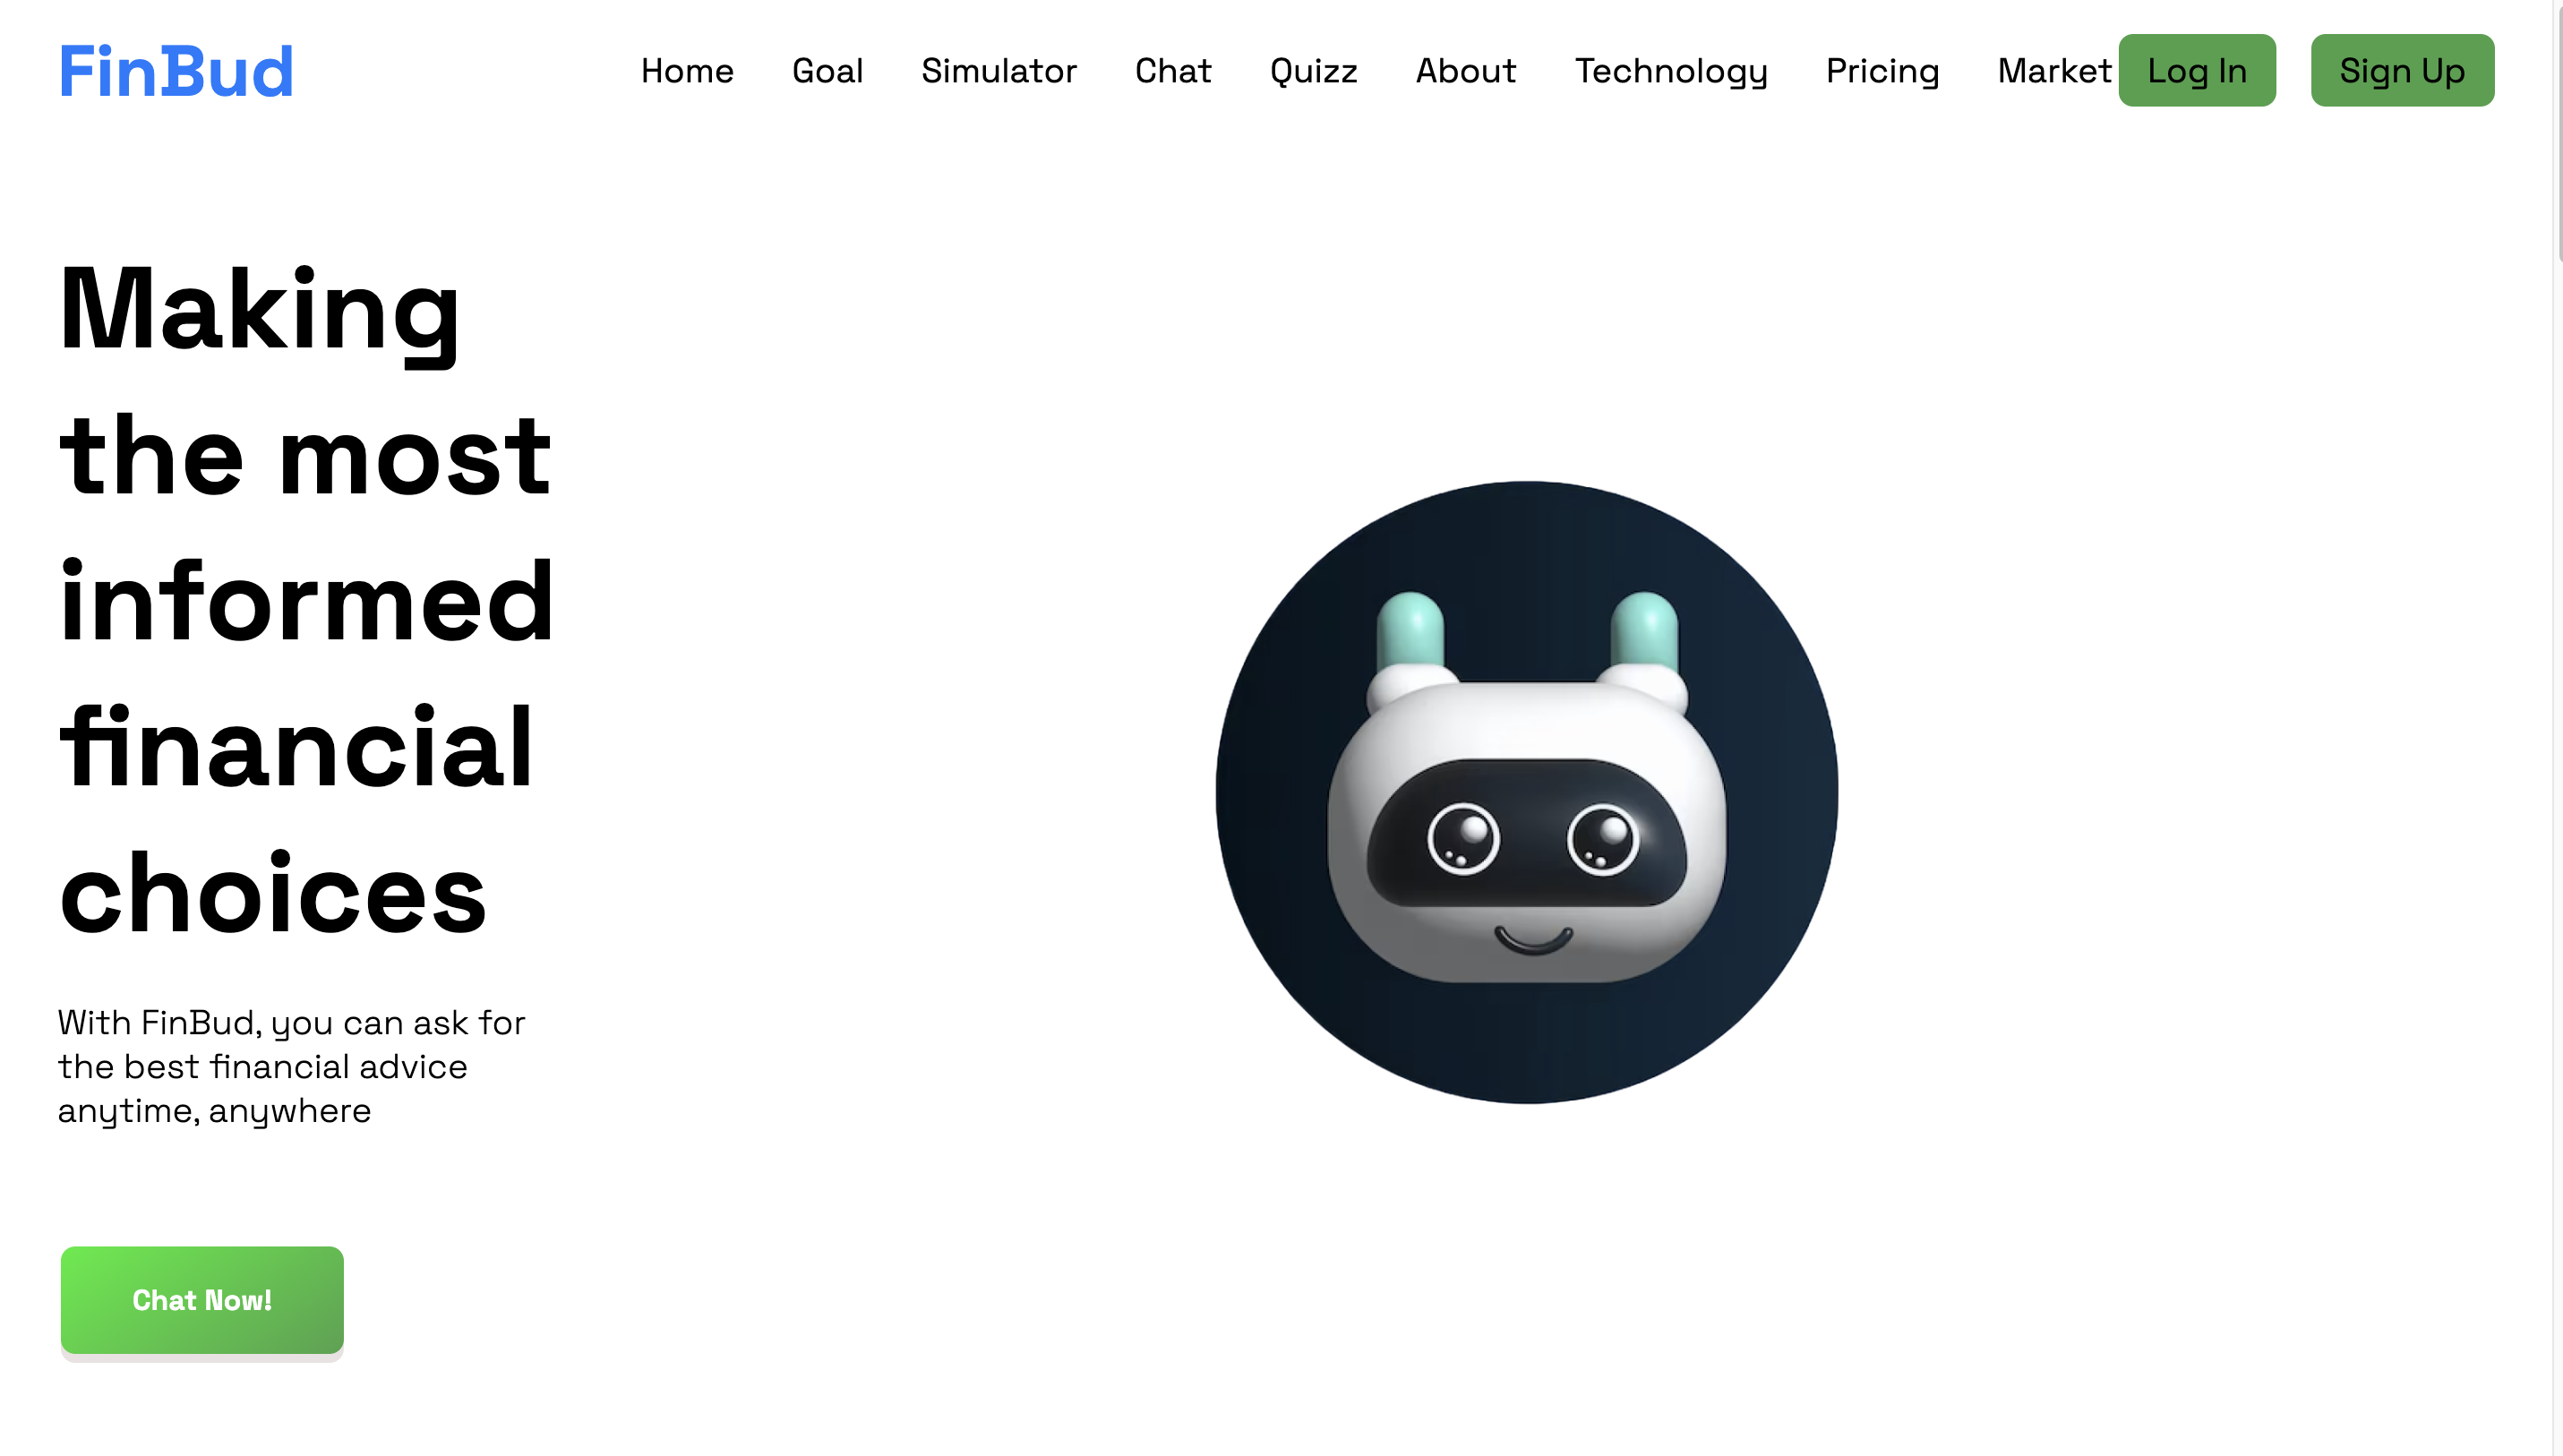 FinBud
Home Goal Simulator Chat Quizz About Technology Pricing Market Log In Sign Up
Making
the most
informed
financial
choices
With FinBud, you can ask for
the best financial advice
anytime, anywhere
Chat Now!